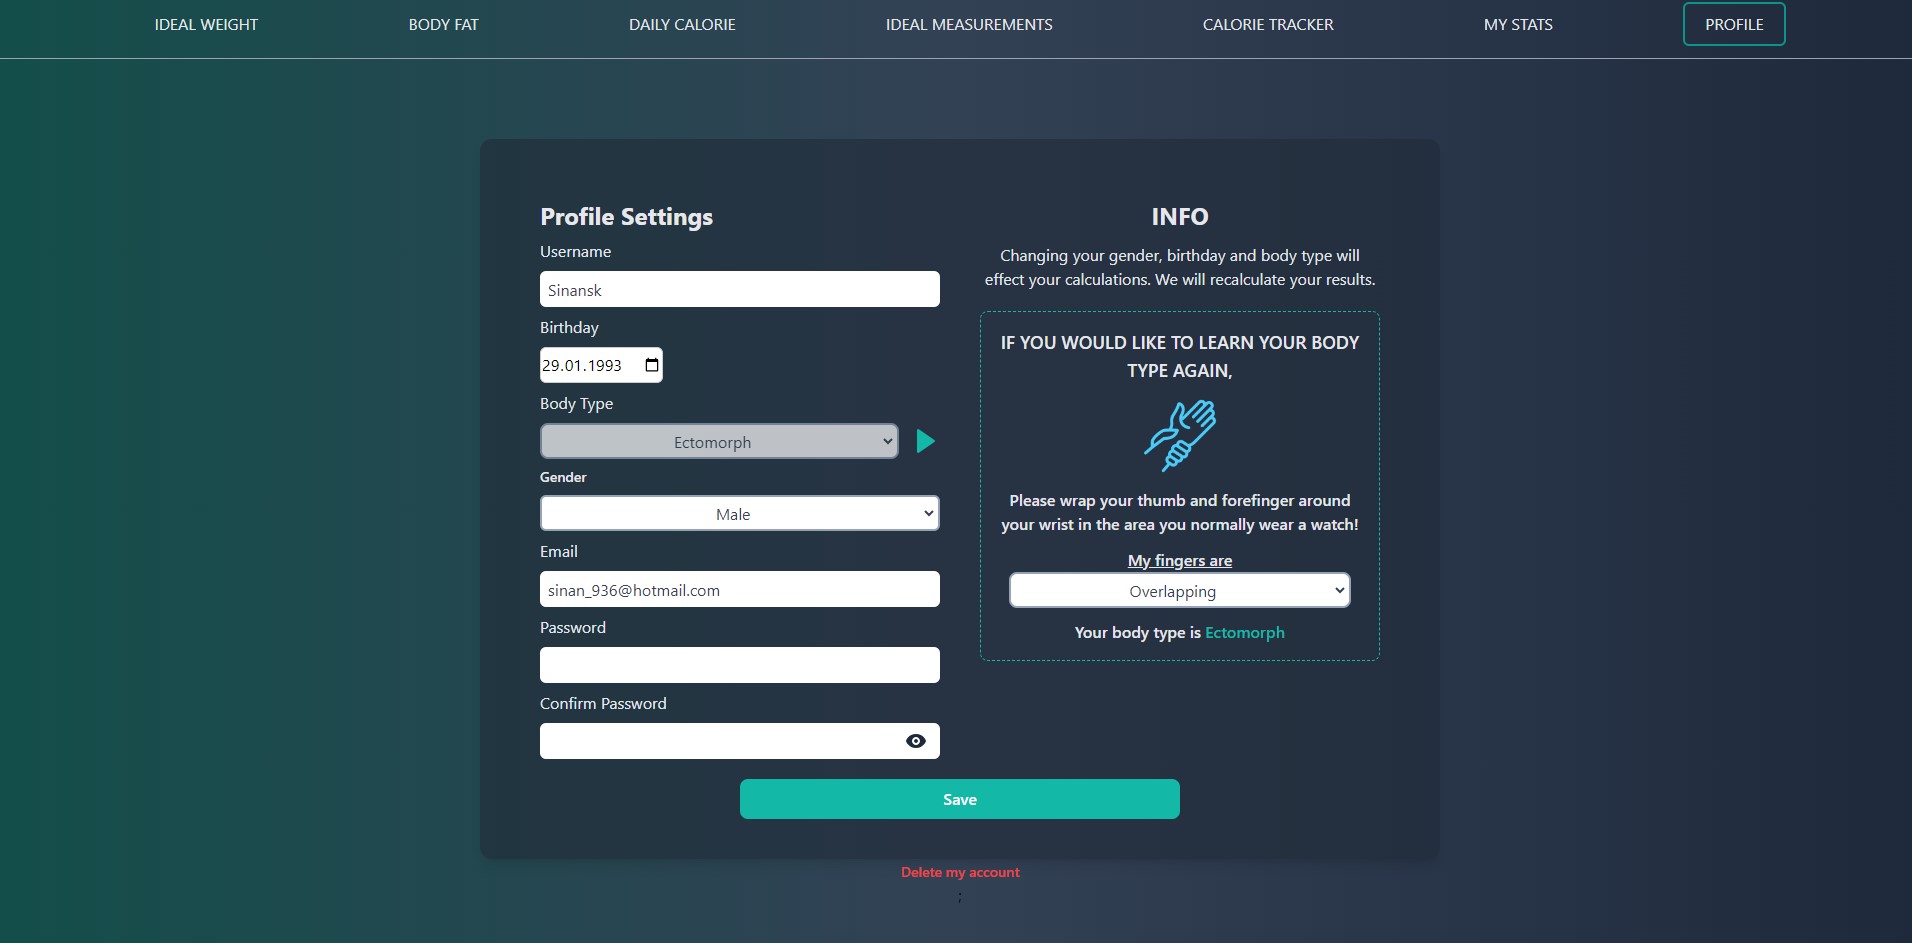 IDEAL WEIGHT BODY FAT DAILY CALORIE IDEAL MEASUREMENTS CALORIE TRACKER MY STATS PROFILE
Profile Settings
Username
Sinansk
Birthday
29.01.1993
Body Type
Ectomorph
Gender
Male
Email
sinan_936@hotmail.com
Password
Confirm Password
INFO
Changing your gender, birthday and body type will
effect your calculations. We will recalculate your results.
IF YOU WOULD LIKE TO LEARN YOUR BODY
TYPE AGAIN,
Please wrap your thumb and forefinger around
your wrist in the area you normally wear a watch!
My fingers are
Overlapping
Your body type is Ectomorph
Save
Delete my account
;